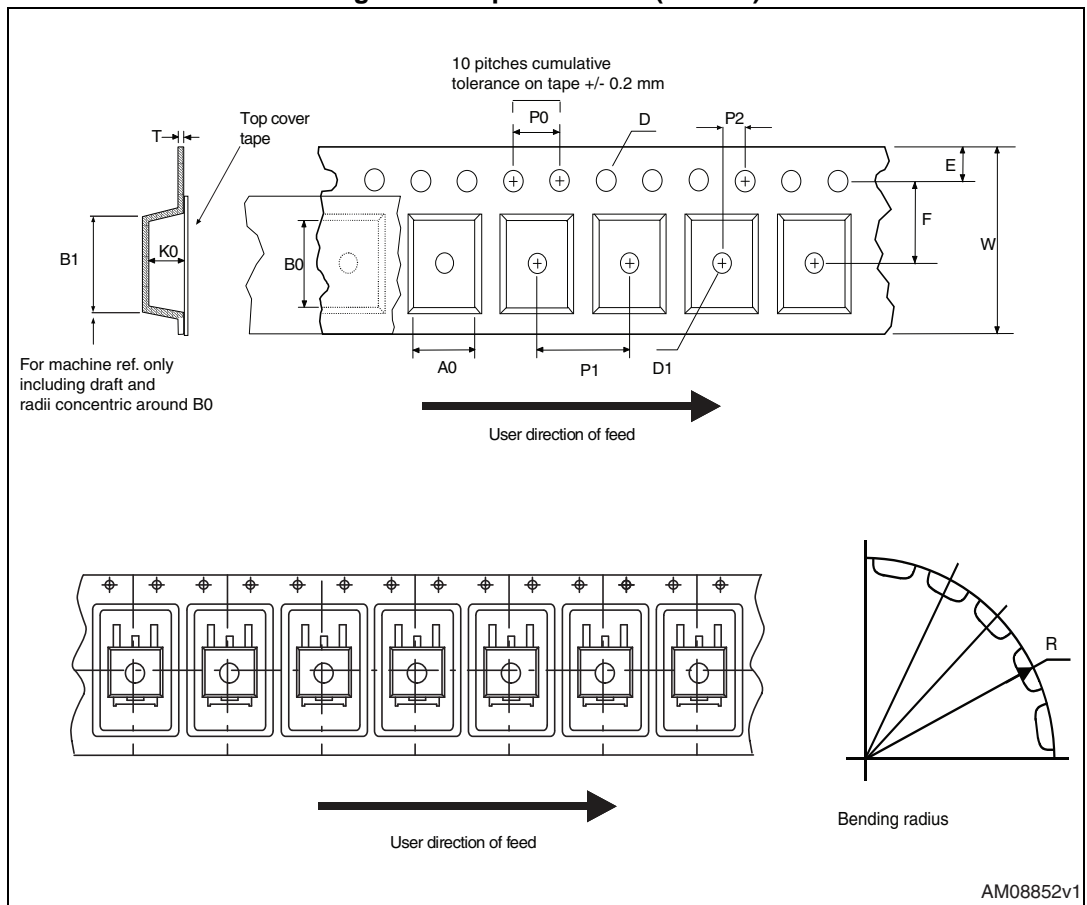 10 pitches cumulative
tolerance on tape +/- 0.2 mm
P0
D
P2
T
Top cover
tape
E
F
W
B1
K0
B0
For machine ref. only
including draft and
radii concentric around B0
A0
P1
D1
User direction of feed
R
Bending radius
User direction of feed
AM08852v1